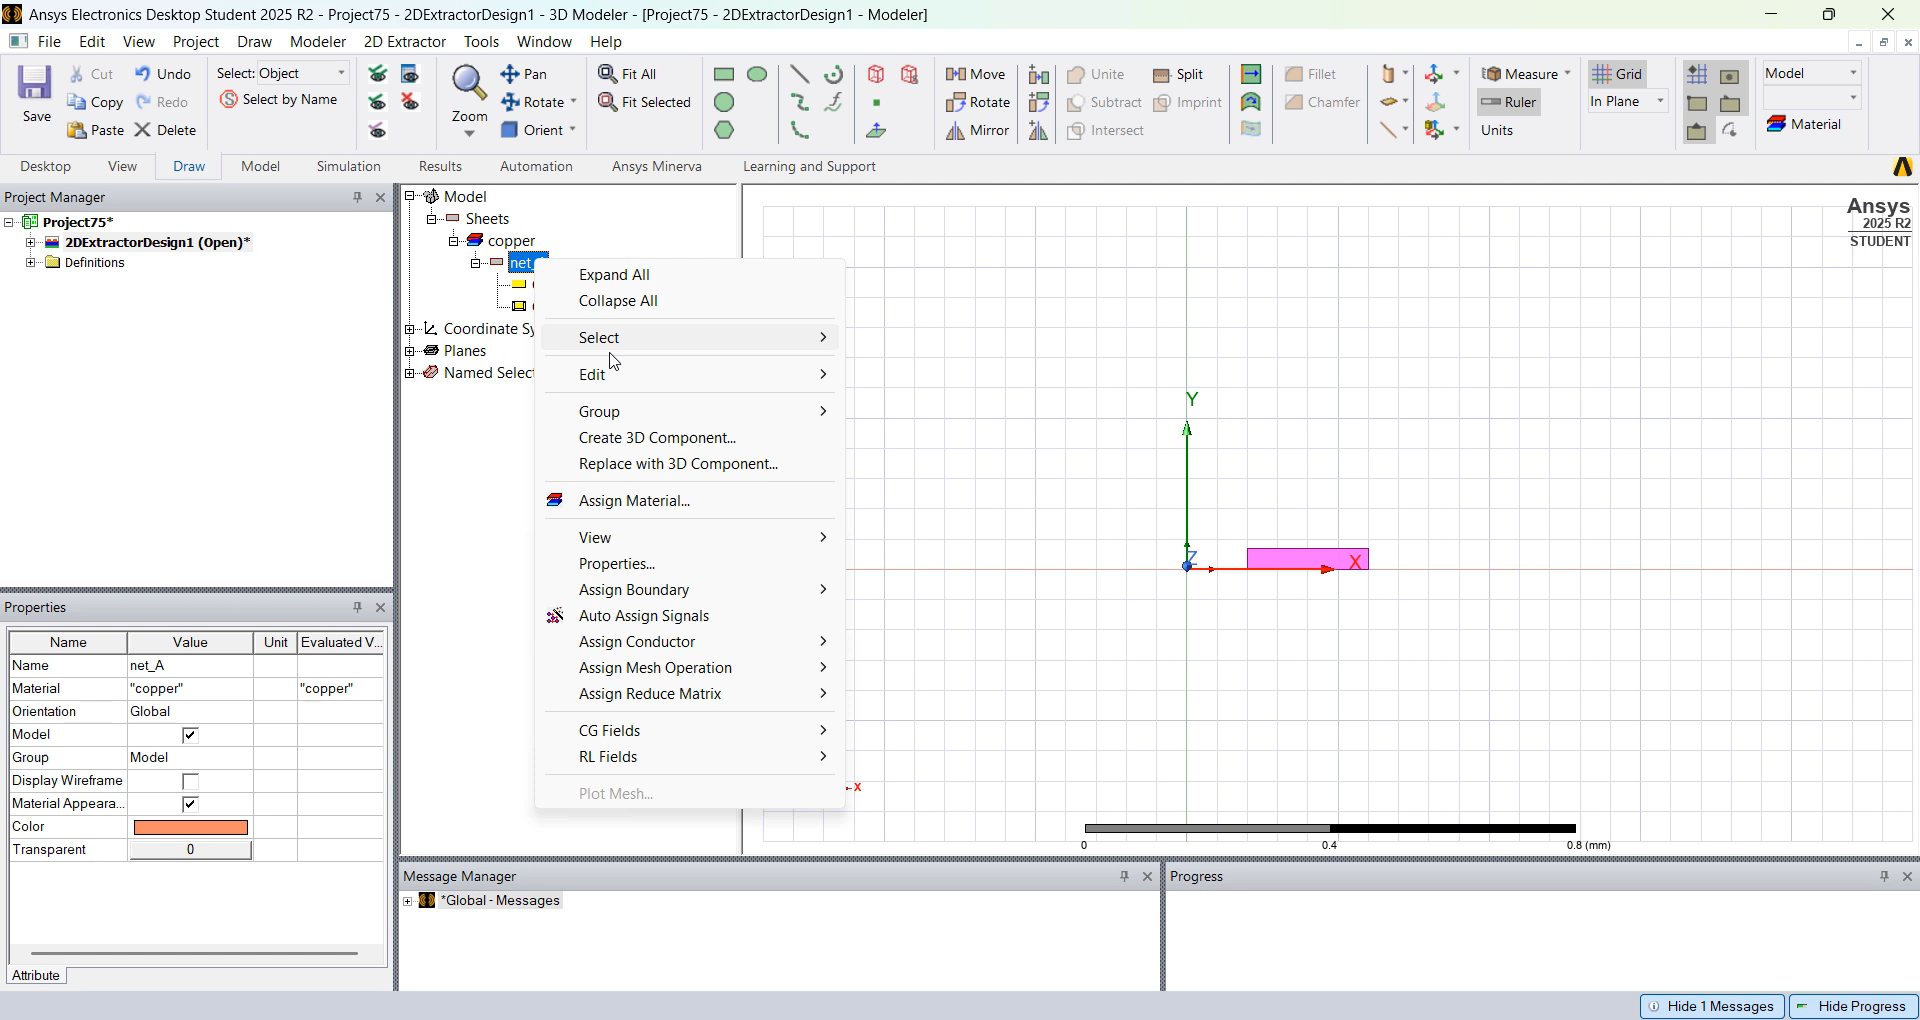 Ansys Electronics Desktop Student 2025 R2 - Project75 - 2DExtractorDesign1 - 3D Modeler - [Project75 - 2DExtractorDesign1 - Modeler]
File Edit View Project Draw Modeler 2D Extractor Tools Window Help
Save
Cut
Copy
Paste
Undo
Redo
Delete
Select: Object
Select by Name
Zoom
Pan
Rotate
Orient
Fit All
Fit Selected
Move
Rotate
Mirror
Unite
Subtract
Intersect
Split
Imprint
Fillet
Chamfer
Measure
Ruler
Units
Grid
In Plane
Model
Material
Desktop View Draw Model Simulation Results Automation Ansys Minerva Learning and Support
Project Manager
Project75*
2DExtractorDesign1 (Open)*
Definitions
Model
Sheets
copper
net
Coordinate Sy
Planes
Named Selec
Expand All
Collapse All
Select
Edit
Group
Create 3D Component...
Replace with 3D Component...
Assign Material...
View
Properties...
Assign Boundary
Auto Assign Signals
Assign Conductor
Assign Mesh Operation
Assign Reduce Matrix
CG Fields
RL Fields
Plot Mesh...
Ansys
2025 R2
STUDENT
Y
Z
X
x
0 0.4 0.8 (mm)
Properties
Name Value Unit Evaluated V...
Name net_A
Material "copper" "copper"
Orientation Global
Model
Group Model
Display Wireframe
Material Appeara...
Color
Transparent 0
Attribute
Message Manager
*Global - Messages
Progress
Hide 1 Messages
Hide Progress